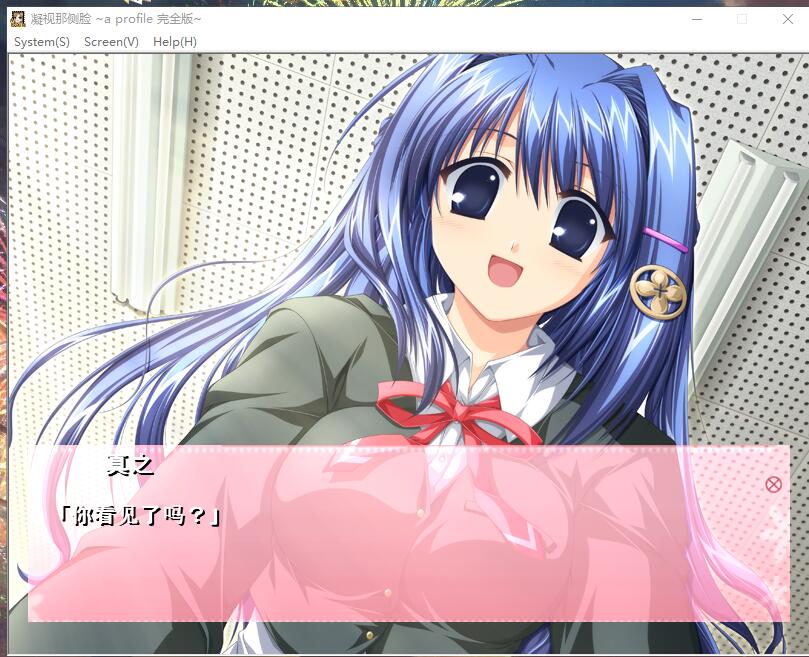 凝视那侧脸 ~a profile 完全版~
System(S) Screen(V) Help(H)
真之
「你看见了吗？」